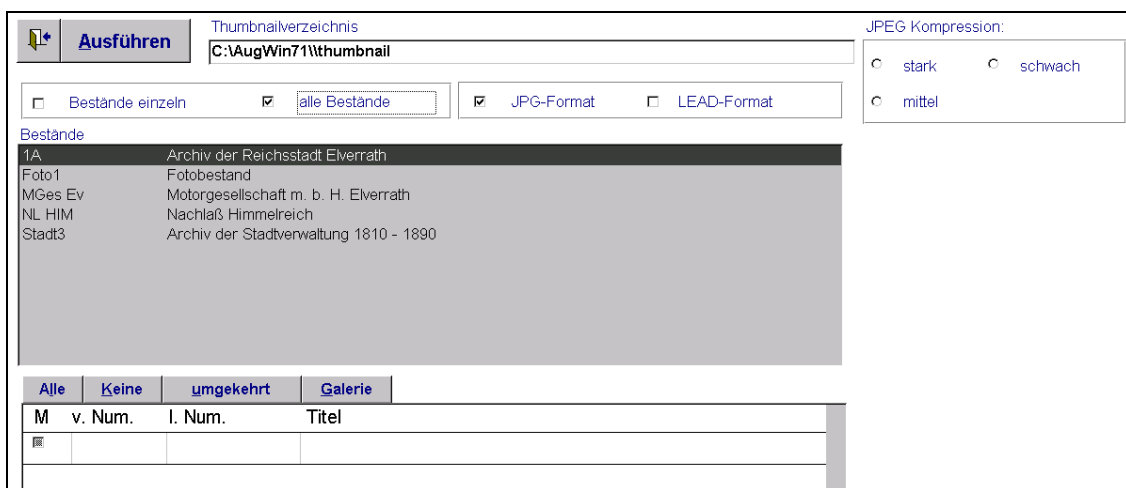 Thumbnailverzeichnis JPEG Kompression:
Ausführen
C:\AugWin71\\thumbnail
stark schwach
Bestände einzeln alle Bestände JPG-Format LEAD-Format mittel
Bestände
1A Archiv der Reichsstadt Elverrath
Foto1 Fotobestand
MGes Ev Motorgesellschaft m. b. H. Elverrath
NL HIM Nachlaß Himmelreich
Stadt3 Archiv der Stadtverwaltung 1810 - 1890
Alle Keine umgekehrt Galerie
M v. Num. l. Num. Titel